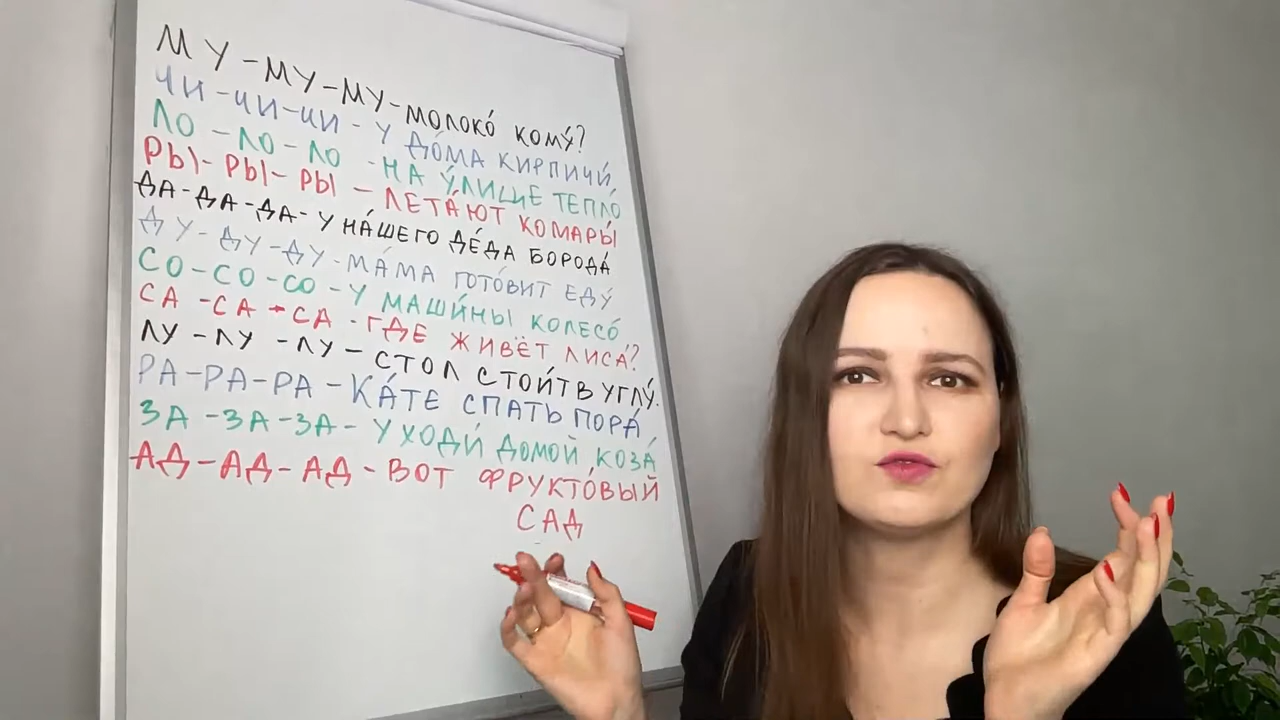 МУ-МУ-МУ-МОЛОКО́ КОМУ́?
ЧИ-ЧИ-ЧИ-У ДО́МА КИРПИЧИ́,
ЛО-ЛО-ЛО-НА У́ЛИЦЕ ТЕПЛО́
РЫ-РЫ-РЫ-ЛЕТА́ЮТ КОМАРЫ́
ДА-ДА-ДА-У НА́ШЕГО ДЕ́ДА БОРОДА́
ДУ-ДУ-ДУ-МА́МА ГОТО́ВИТ ЕДУ́
СО-СО-СО-У МАШИ́НЫ КОЛЕСО́
СА-СА-СА-ГДЕ ЖИВЁТ ЛИСА́?
ЛУ-ЛУ-ЛУ-СТОЛ СТОИ́Т В УГЛУ́.
РА-РА-РА-КА́ТЕ СПАТЬ ПОРА́
ЗА-ЗА-ЗА-УХОДИ́ ДОМОЙ, КОЗА́
АД-АД-АД-ВОТ ФРУКТО́ВЫЙ
САД